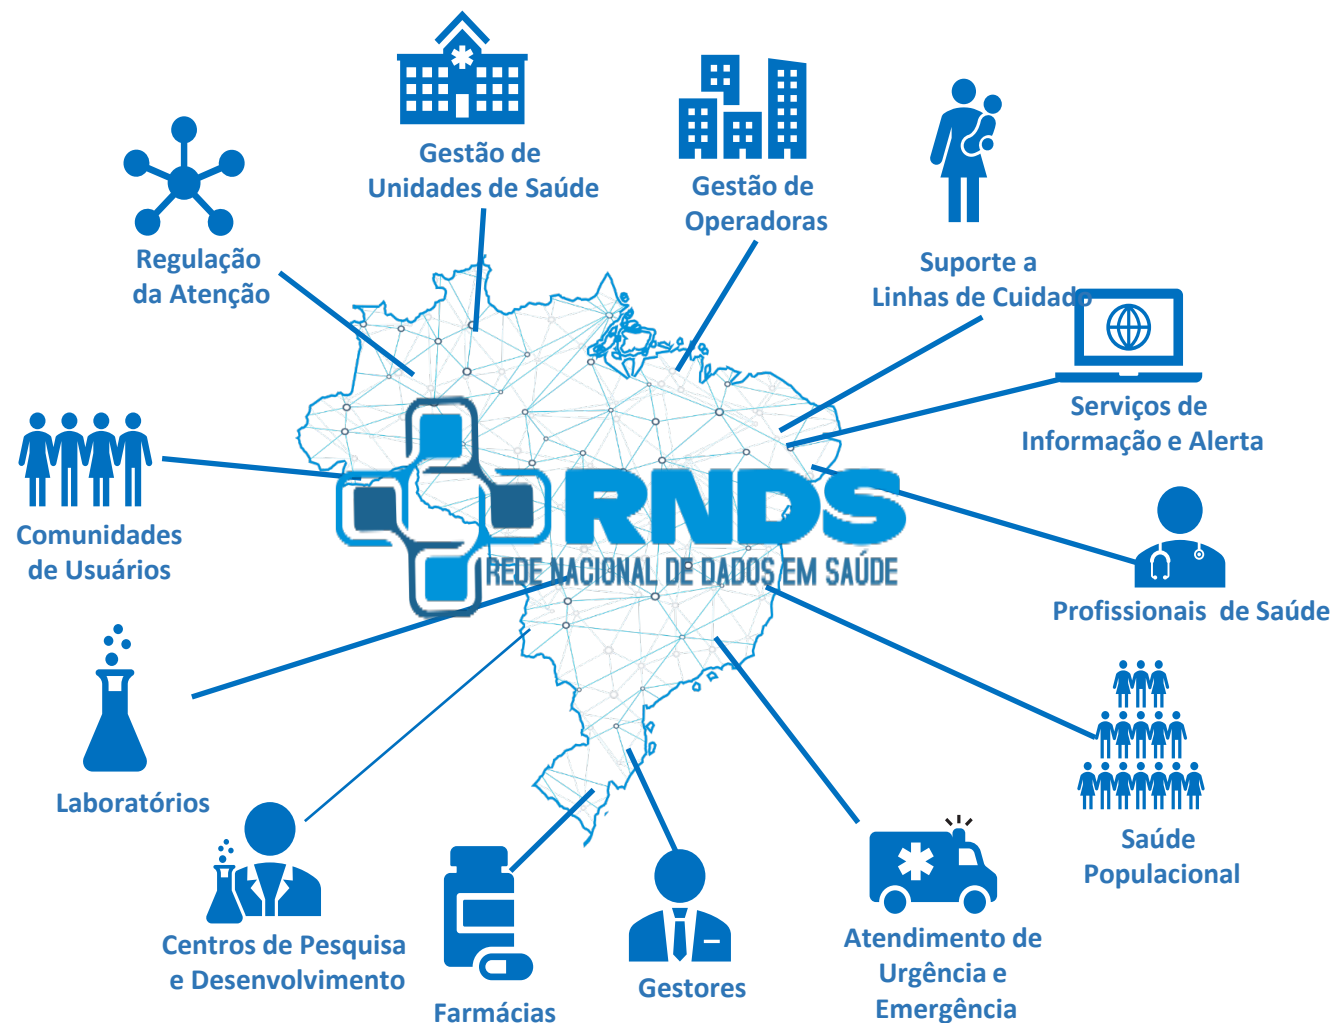 Gestão de
Unidades de Saúde
Gestão de
Operadoras
Regulação
da Atenção
Suporte a
Linhas de Cuidado
Serviços de
Informação e Alerta
Comunidades
de Usuários
RNDS
REDE NACIONAL DE DADOS EM SAÚDE
Profissionais de Saúde
Laboratórios
Saúde
Populacional
Centros de Pesquisa
e Desenvolvimento
Farmácias
Gestores
Atendimento de
Urgência e
Emergência